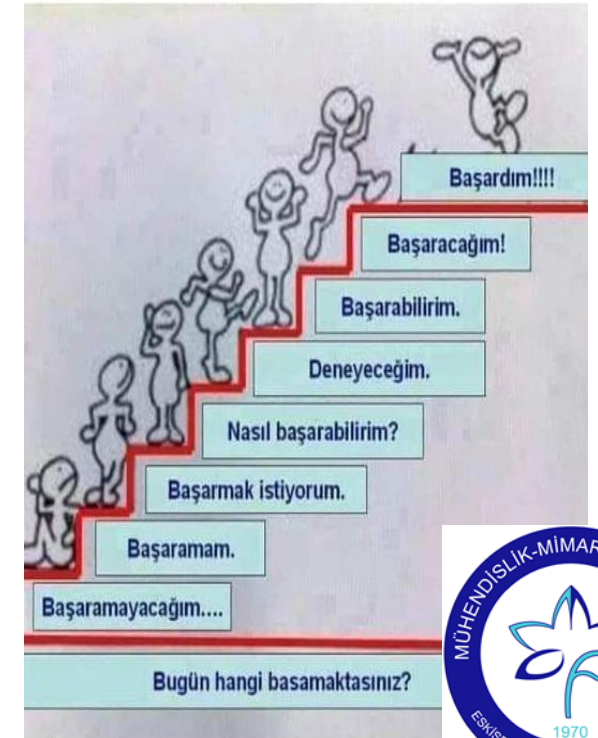 Başardım!!!!
Başaracağım!
Başarabilirim.
Deneyeceğim.
Nasıl başarabilirim?
Başarmak istiyorum.
Başaramam.
Başaramayacağım....
Bugün hangi basamaktasınız?
MÜHENDİSLİK-MİMAR
1970